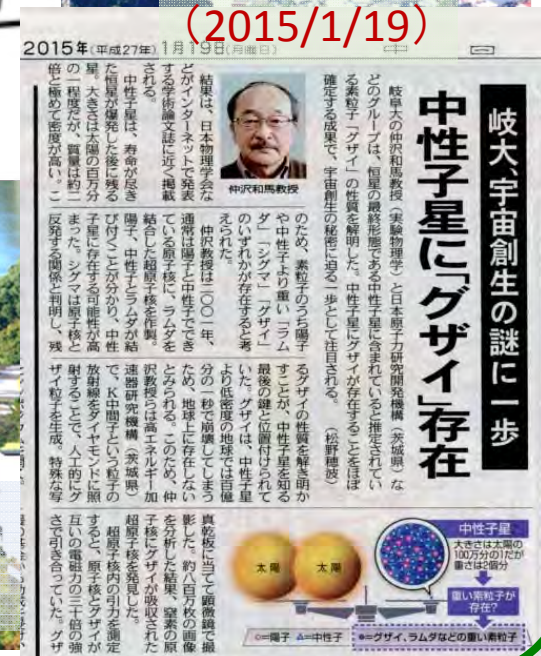 (2015/1/19)
2015年(平成27年)1月19日(月曜日)
中
岐大、宇宙創生の謎に一歩
中性子星に「グザイ」存在
岐阜大の仲沢和馬教授(実験物理学)と日本原子力研究開発機構(茨城県)な
どのグループは、恒星の最終形態である中性子星に含まれていると推定されてい
る素粒子「グザイ」の性質を解明した。中性子星にグザイが存在することをほぼ
確定する成果で、宇宙創生の秘密に迫る一歩として注目される。(松野穂波)
仲沢和馬教授
結果は、日本物理学会な
どがインターネットで発表
する学術論文誌に近く掲載
される。
中性子星は、寿命が尽き
た恒星が爆発した後に残る
星。大きさは太陽の百万分
の一程度だが、質量は約二
倍と極めて密度が高い。こ
のため、素粒子のうち陽子
や中性子より重い「ラム
ダ」「シグマ」「グザイ」
のいずれかが存在すると考
えられた。
仲沢教授は二〇〇一年、
通常は陽子と中性子ででき
ている原子核に、ラムダを
結合した超原子核を作製。
陽子、中性子とラムダが結
び付くことが分かり、中性
子星に存在する可能性が高
まった。シグマは原子核と
反発する関係と判明し、残
るグザイの性質を解き明か
すことが、中性子星を知る
最後の鍵と位置付けられて
いた。グザイは、中性子星
より低密度の地球では百億
分の一秒で崩壊してしまう
ため、地球上に存在しない
とみられる。このため、仲
沢教授らは高エネルギー加
速器研究機構(茨城県)
で、K中間子という粒子の
放射線をダイヤモンドに照
射することで、人工的にグ
ザイ粒子を生成。特殊な写
真乾板に当てて顕微鏡で撮
影した。約八百万枚の画像
を分析した結果、窒素の原
子核にグザイが吸収された
超原子核を発見した。
超原子核内の引力を測定
すると、原子核とグザイが
互いの電磁力の三十倍の強
さで引き合っていた。グザ
太陽
太陽
中性子星
大きさは太陽の
100万分の1だが
重さは2個分
重い素粒子が
存在?
○=陽子 △=中性子 ●=グザイ、ラムダなどの重い素粒子